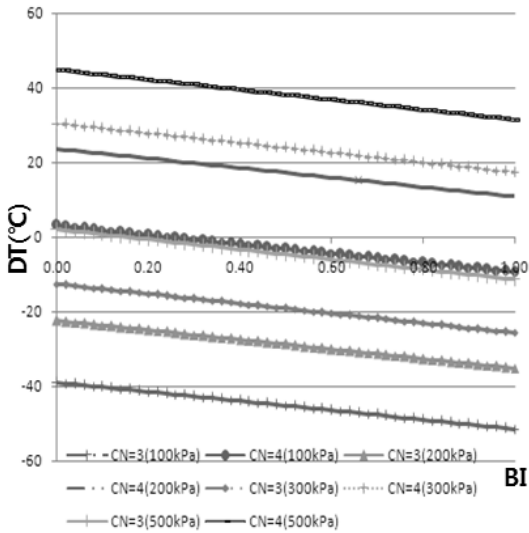 60
40
20
0
0.00 0.20 0.40 0.60 0.80 1.00
-20
-40
-60
DT(℃)
BI
CN=3(100kPa) CN=4(100kPa) CN=3(200kPa)
CN=4(200kPa) CN=3(300kPa) CN=4(300kPa)
CN=3(500kPa) CN=4(500kPa)